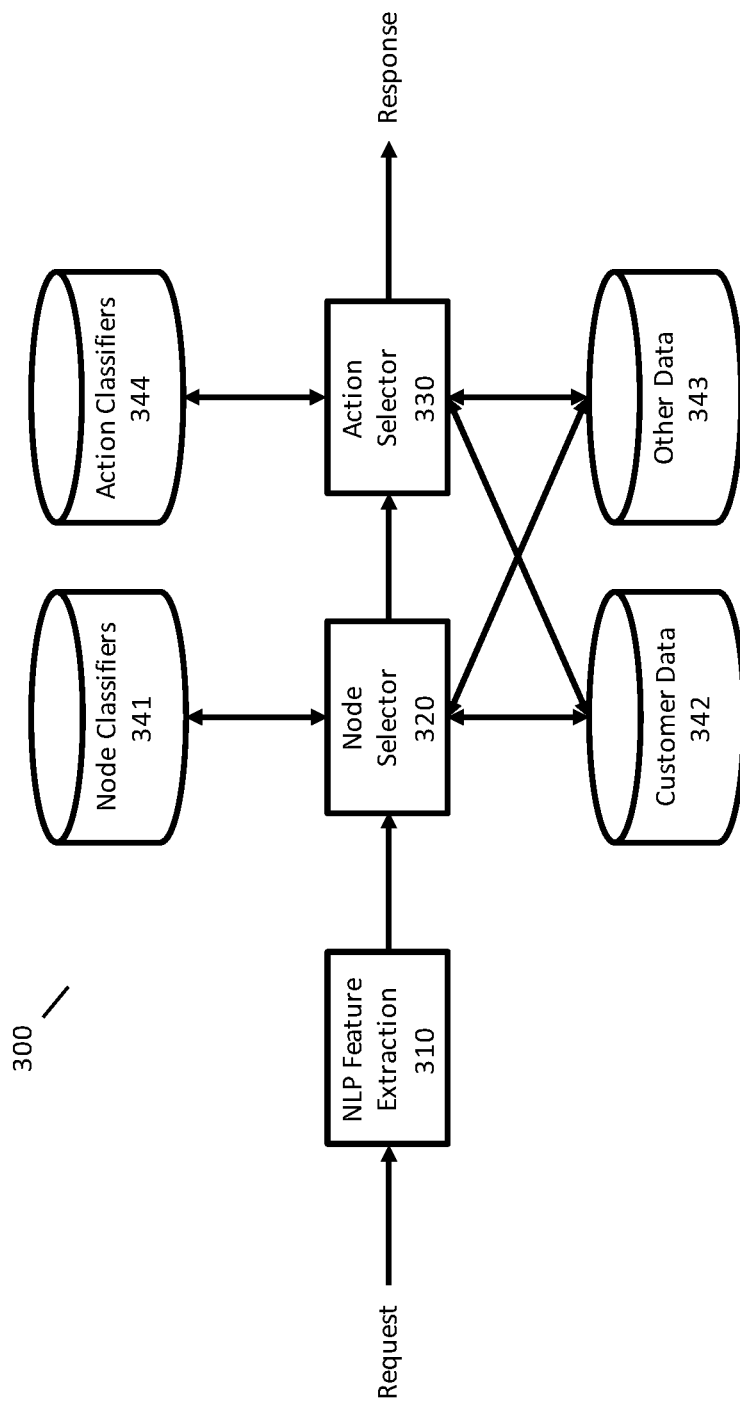 300
Node Classifiers
341
Action Classifiers
344
Request
NLP Feature
Extraction
310
Node
Selector
320
Action
Selector
330
Response
Customer Data
342
Other Data
343